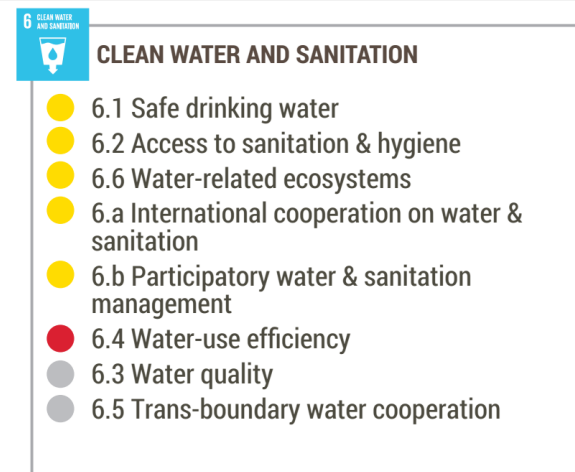 6 CLEAN WATER
AND SANITATION
CLEAN WATER AND SANITATION
6.1 Safe drinking water
6.2 Access to sanitation & hygiene
6.6 Water-related ecosystems
6.a International cooperation on water &
sanitation
6.b Participatory water & sanitation
management
6.4 Water-use efficiency
6.3 Water quality
6.5 Trans-boundary water cooperation